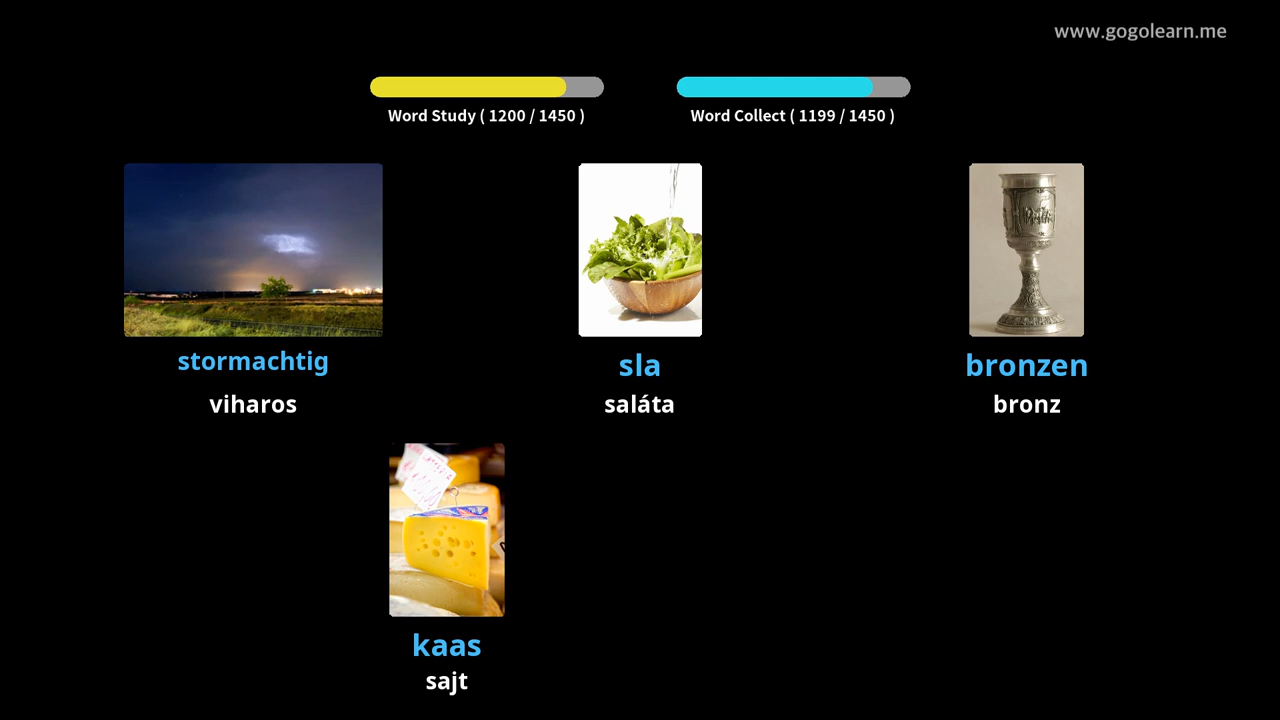 www.gogolearn.me
Word Study ( 1200 / 1450 )
Word Collect ( 1199 / 1450 )
stormachtig
viharos
sla
saláta
bronzen
bronz
kaas
sajt